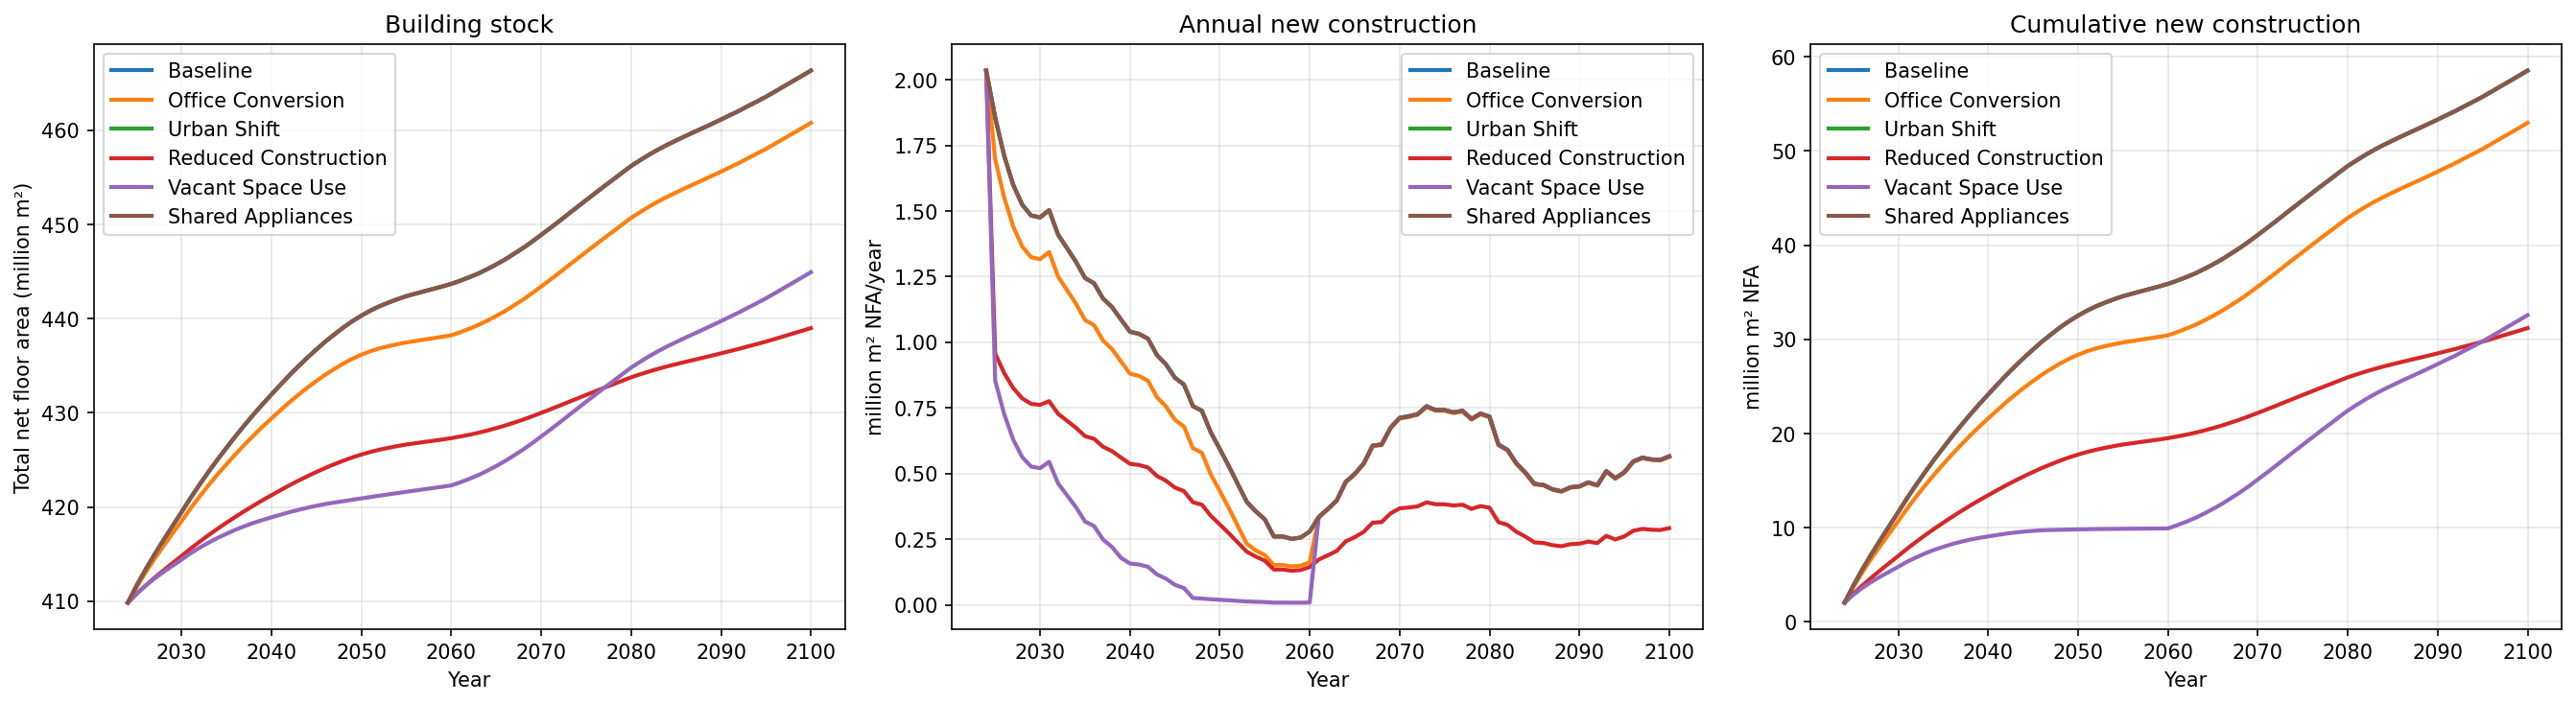 Building stock
Total net floor area (million m²)
460
450
440
430
420
410
Baseline
Office Conversion
Urban Shift
Reduced Construction
Vacant Space Use
Shared Appliances
2030 2040 2050 2060 2070 2080 2090 2100
Year
Annual new construction
million m² NFA/year
2.00
1.75
1.50
1.25
1.00
0.75
0.50
0.25
0.00
Baseline
Office Conversion
Urban Shift
Reduced Construction
Vacant Space Use
Shared Appliances
2030 2040 2050 2060 2070 2080 2090 2100
Year
Cumulative new construction
million m² NFA
60
50
40
30
20
10
0
Baseline
Office Conversion
Urban Shift
Reduced Construction
Vacant Space Use
Shared Appliances
2030 2040 2050 2060 2070 2080 2090 2100
Year